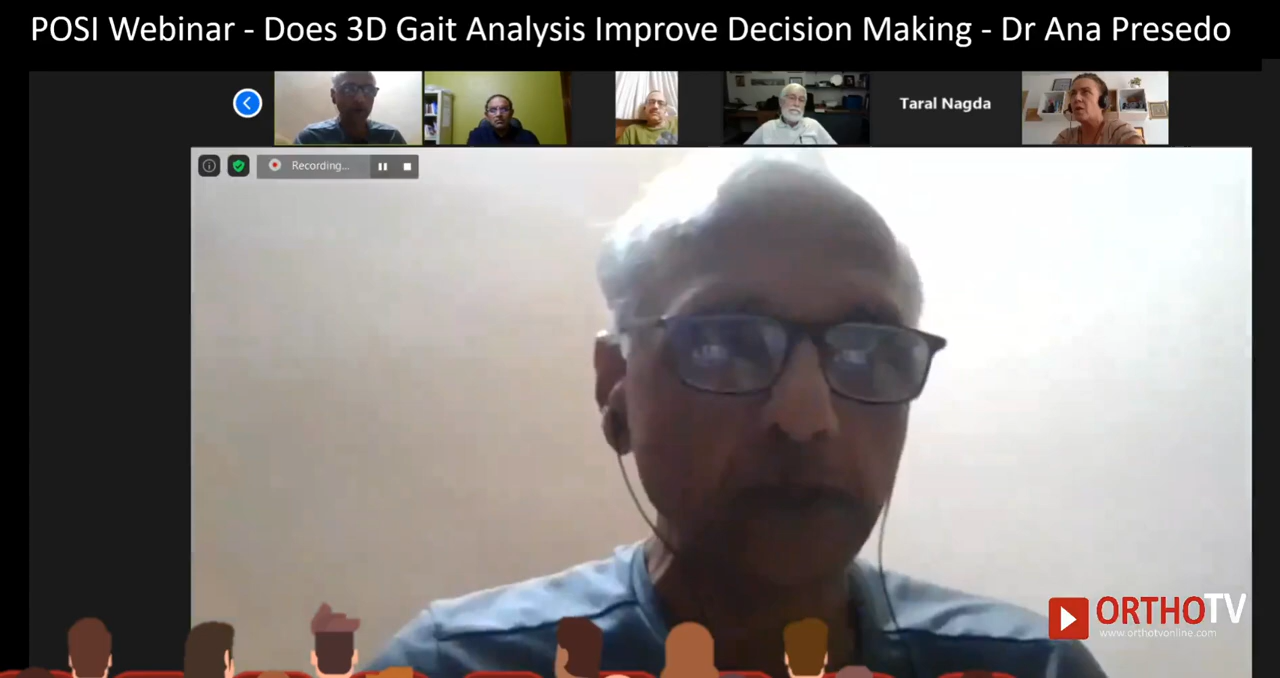 POSI Webinar - Does 3D Gait Analysis Improve Decision Making - Dr Ana Presedo
Taral Nagda
Recording...
ORTHOTV
www.orthotvonline.com